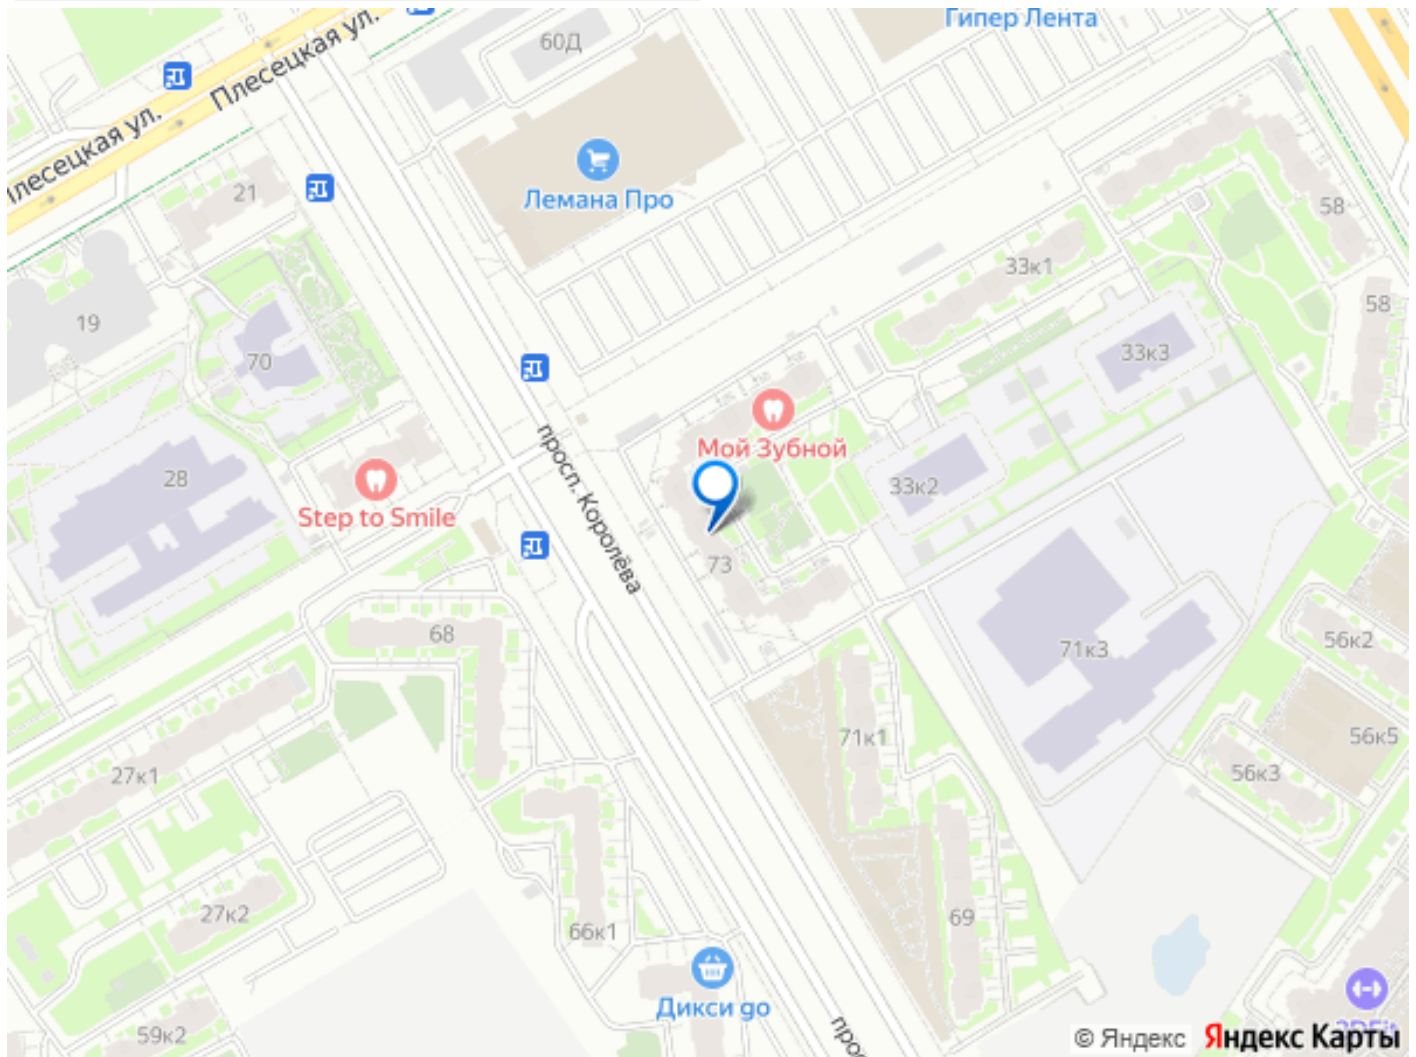 Гипер Лента
60Д
Плесецкая ул.
Плесецкая ул.
Лемана Про
21
58
33к1
58
19
70
33к3
Мой Зубной
просп. Королёва
28
33к2
Step to Smile
73
68
56к2
71к3
71к1
56к5
27к1
56к3
27к2
69
66к1
Дикси go
59к2
© Яндекс Яндекс Карты